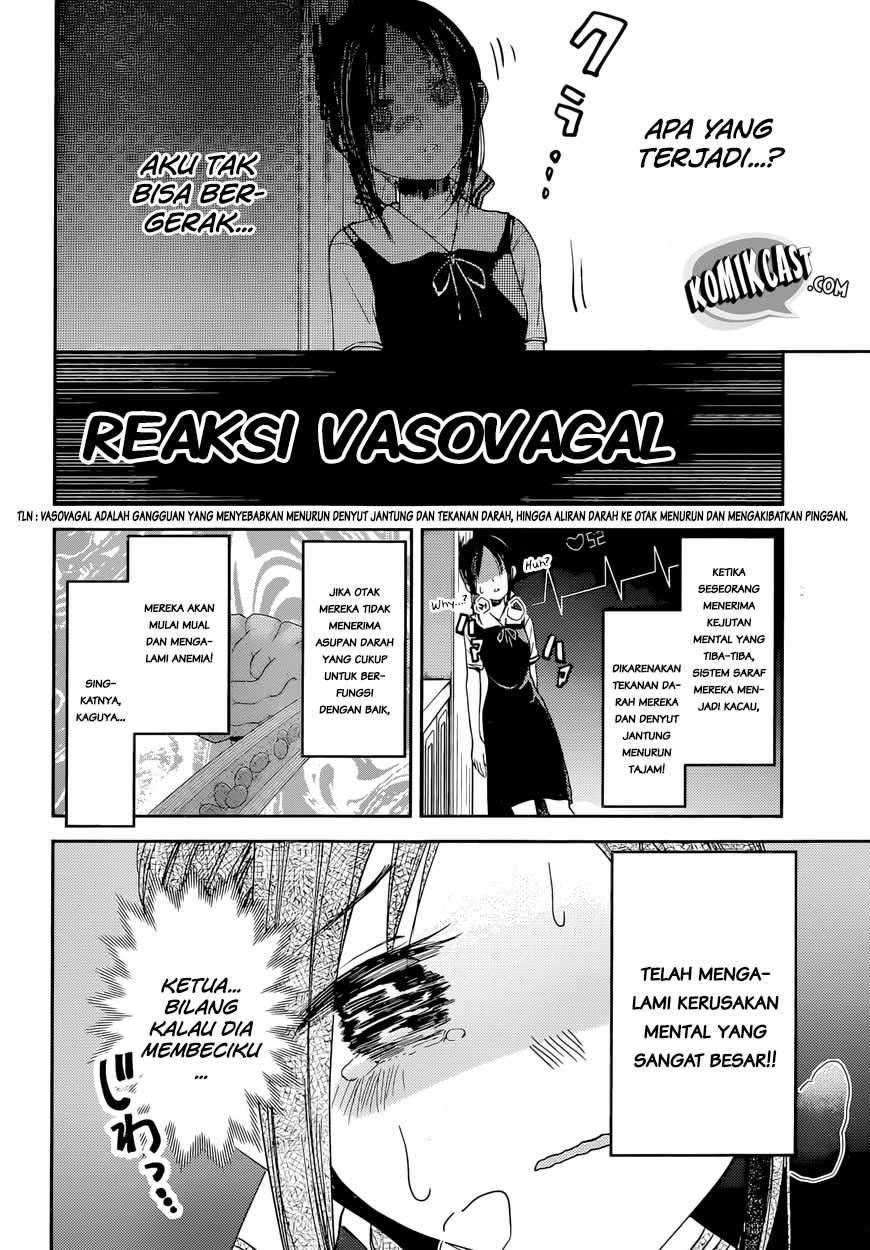 クラ...
APA YANG
TERJADI...?
AKU TAK
BISA BER-
GERAK...
KOMIKCAST
.COM
REAKSI VASOVAGAL
TLN : VASOVAGAL ADALAH GANGGUAN YANG MENYEBABKAN MENURUN DENYUT JANTUNG DAN TEKANAN DARAH, HINGGA ALIRAN DARAH KE OTAK MENURUN DAN MENGAKIBATKAN PINGSAN.
KETIKA
SESEORANG
MENERIMA
KEJUTAN
MENTAL YANG
TIBA-TIBA,
SISTEM SARAF
MEREKA MEN-
JADI KACAU,
♡52
Huh?
Why...?
DIKARENAKAN
TEKANAN DA-
RAH MEREKA
DAN DENYUT
JANTUNG
MENURUN
TAJAM!
JIKA OTAK
MEREKA TIDAK
MENERIMA
ASUPAN DARAH
YANG CUKUP
UNTUK BER-
FUNGSI
DENGAN BAIK,
MEREKA AKAN
MULAI MUAL
DAN MENGA-
LAMI ANEMIA!
SING-
KATNYA,
KAGUYA...
TELAH MENGA-
LAMI KERUSAKAN
MENTAL YANG
SANGAT BESAR!!
KETUA...
BILANG
KALAU DIA
MEMBECIKU
...
じわっ...